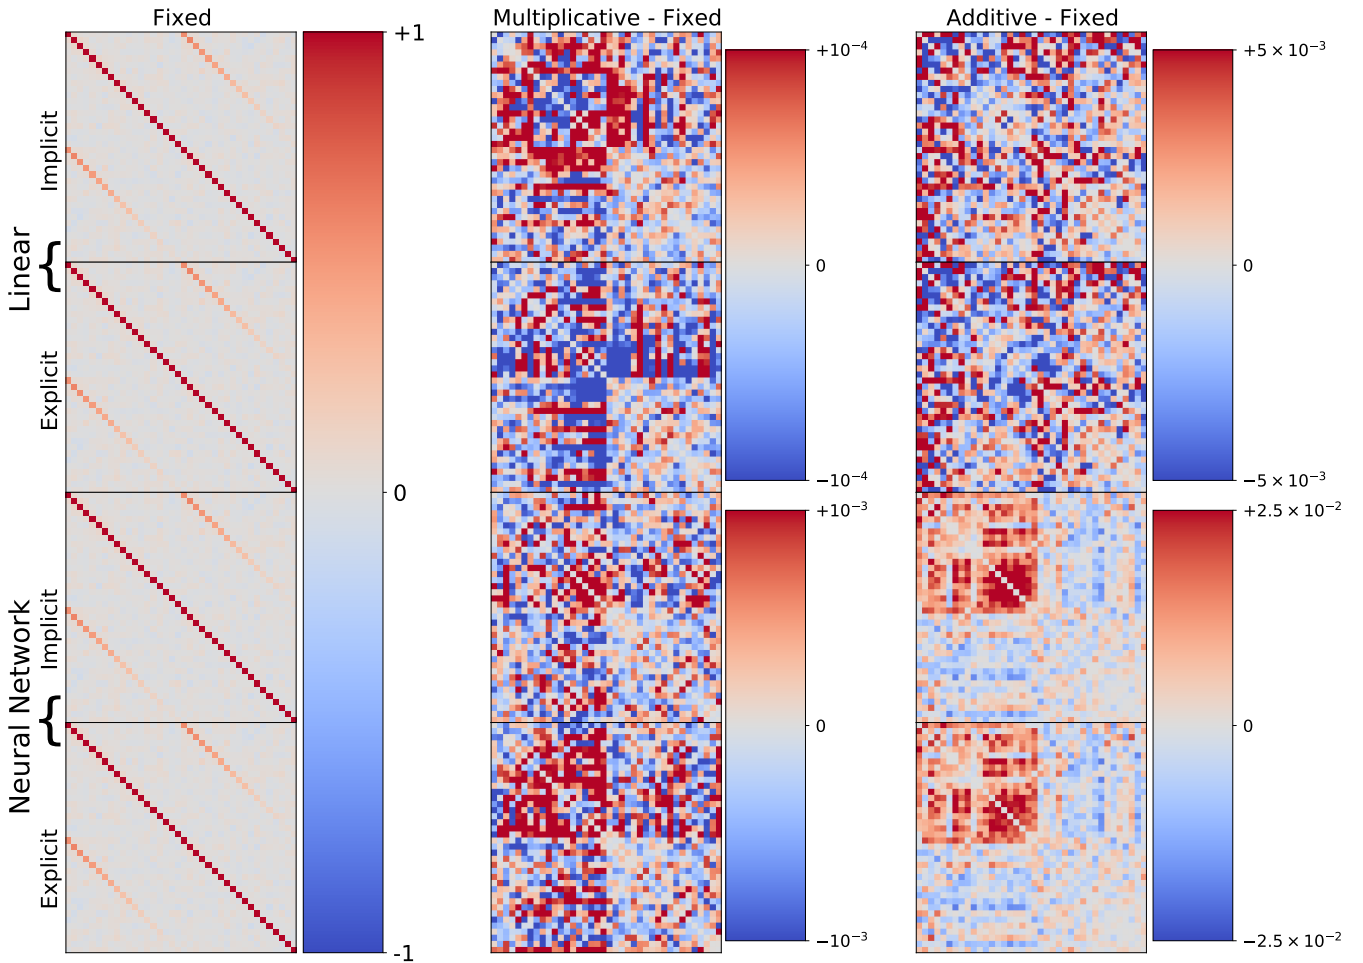 Fixed
Multiplicative - Fixed
Additive - Fixed
+1
0
-1
+10⁻⁴
0
−10⁻⁴
+10⁻³
0
−10⁻³
+5 × 10⁻³
0
−5 × 10⁻³
+2.5 × 10⁻²
0
−2.5 × 10⁻²
Linear {
Implicit
Explicit
Neural Network {
Implicit
Explicit